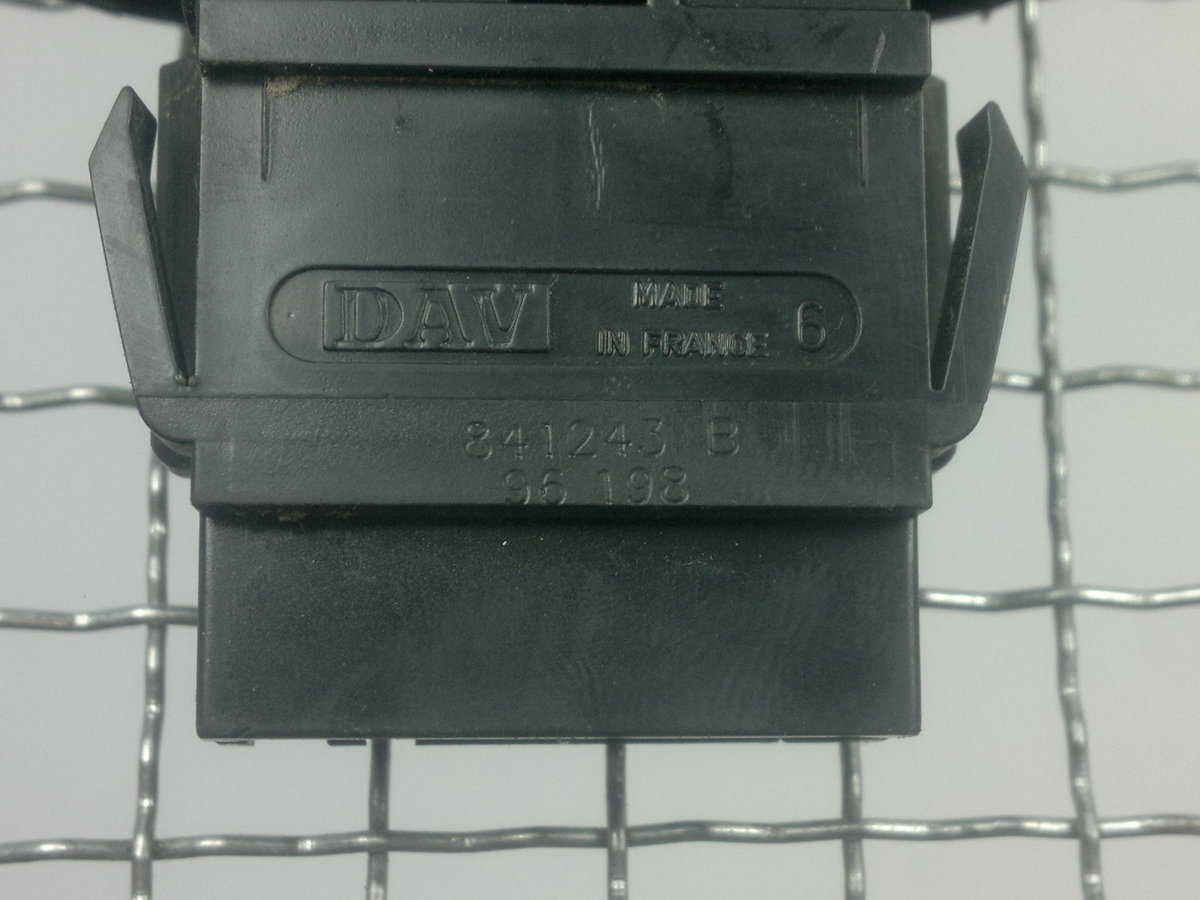 DAV MADE IN FRANCE 6
841243 B
96 198